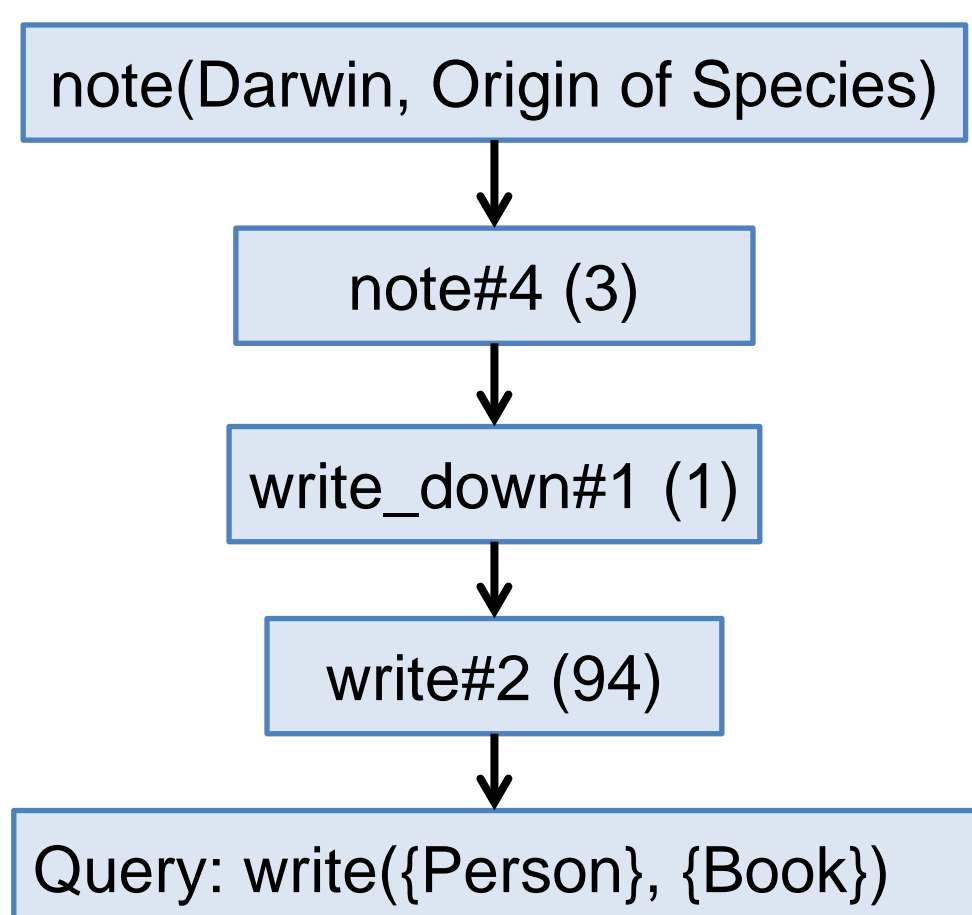 note(Darwin, Origin of Species)
note#4 (3)
write_down#1 (1)
write#2 (94)
Query: write({Person}, {Book})